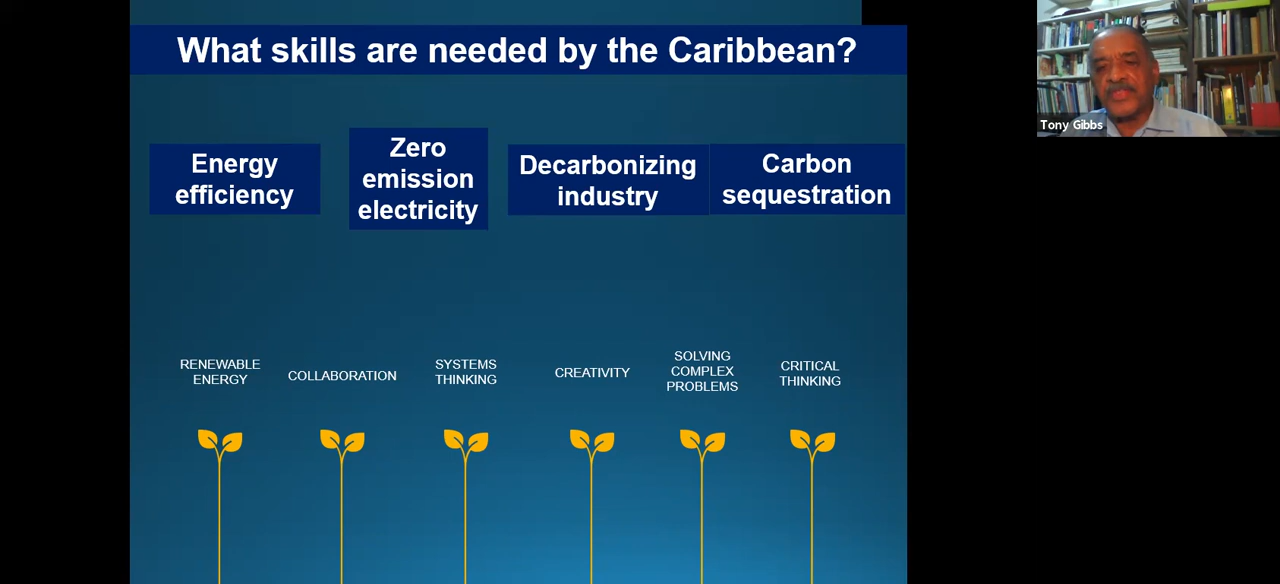 What skills are needed by the Caribbean?
Energy
efficiency
Zero
emission
electricity
Decarbonizing
industry
Carbon
sequestration
Tony Gibbs
RENEWABLE
ENERGY
COLLABORATION
SYSTEMS
THINKING
CREATIVITY
SOLVING
COMPLEX
PROBLEMS
CRITICAL
THINKING